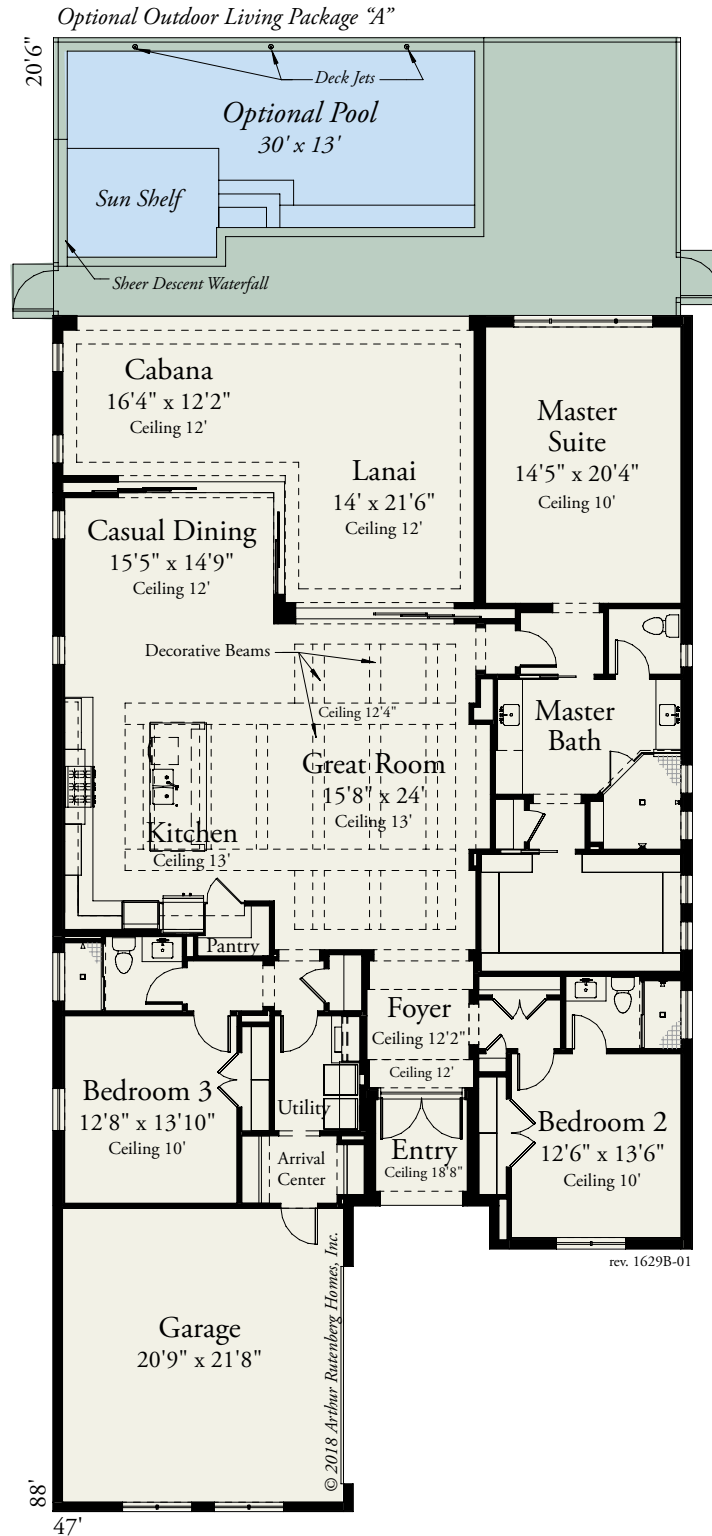 Optional Outdoor Living Package “A”
20'6"
Deck Jets
Optional Pool
30' x 13'
Sun Shelf
Sheer Descent Waterfall
Cabana
16'4" x 12'2"
Ceiling 12'
Master
Suite
14'5" x 20'4"
Ceiling 10'
Lanai
14' x 21'6"
Ceiling 12'
Casual Dining
15'5" x 14'9"
Ceiling 12'
Decorative Beams
Ceiling 12'4"
Master
Bath
Great Room
15'8" x 24'
Ceiling 13'
Kitchen
Ceiling 13'
Pantry
Foyer
Ceiling 12'2"
Ceiling 12'
Bedroom 3
12'8" x 13'10"
Ceiling 10'
Utility
Bedroom 2
12'6" x 13'6"
Ceiling 10'
Entry
Ceiling 18'8"
Arrival
Center
rev. 1629B-01
Garage
20'9" x 21'8"
© 2018 Arthur Rutenberg Homes, Inc.
88'
47'